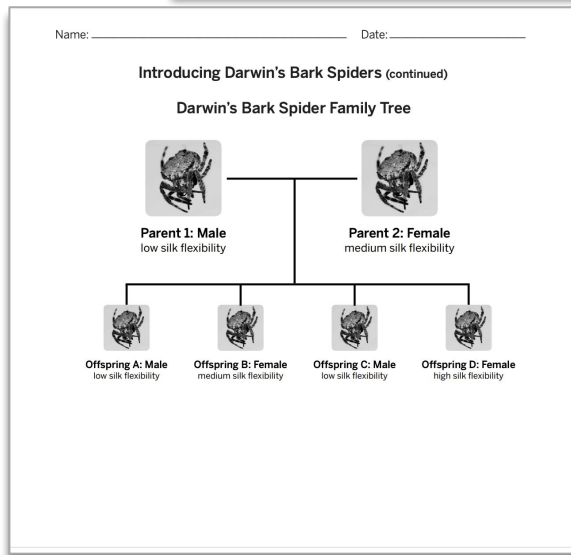 Name: Date:
Introducing Darwin's Bark Spiders (continued)
Darwin's Bark Spider Family Tree
Parent 1: Male
low silk flexibility
Parent 2: Female
medium silk flexibility
Offspring A: Male
low silk flexibility
Offspring B: Female
medium silk flexibility
Offspring C: Male
low silk flexibility
Offspring D: Female
high silk flexibility